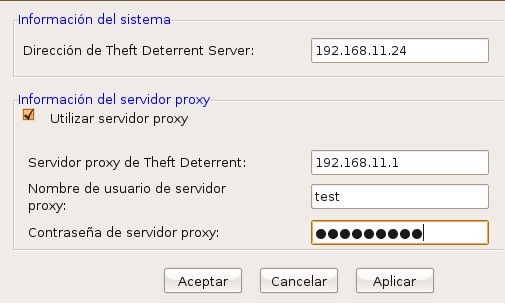 Información del sistema
Dirección de Theft Deterrent Server: 192.168.11.24
Información del servidor proxy
Utilizar servidor proxy
Servidor proxy de Theft Deterrent: 192.168.11.1
Nombre de usuario de servidor
proxy: test
Contraseña de servidor proxy: ●●●●●●●●●
Aceptar Cancelar Aplicar